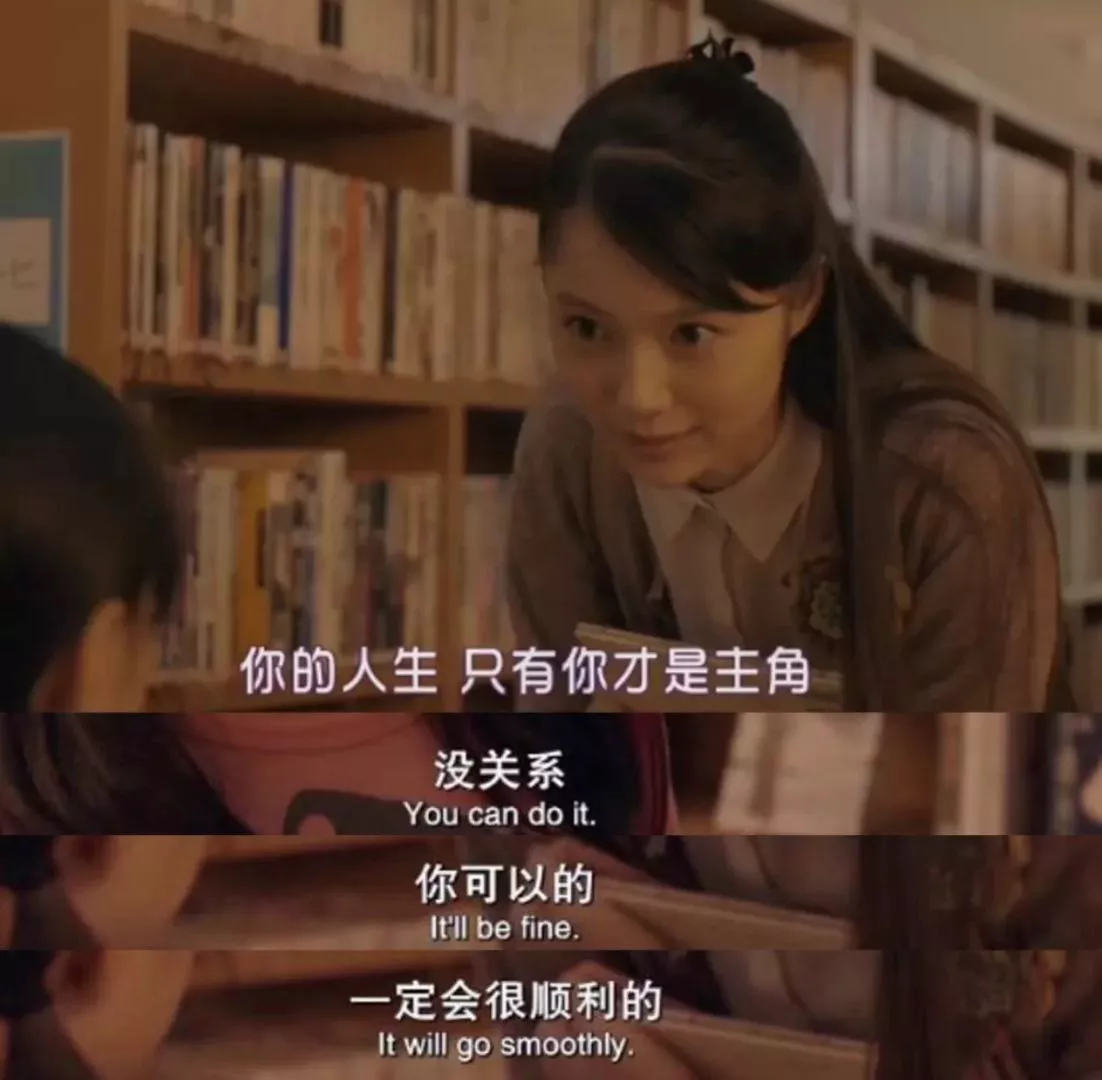 你的人生 只有你才是主角
没关系
You can do it.
你可以的
It'll be fine.
一定会很顺利的
It will go smoothly.